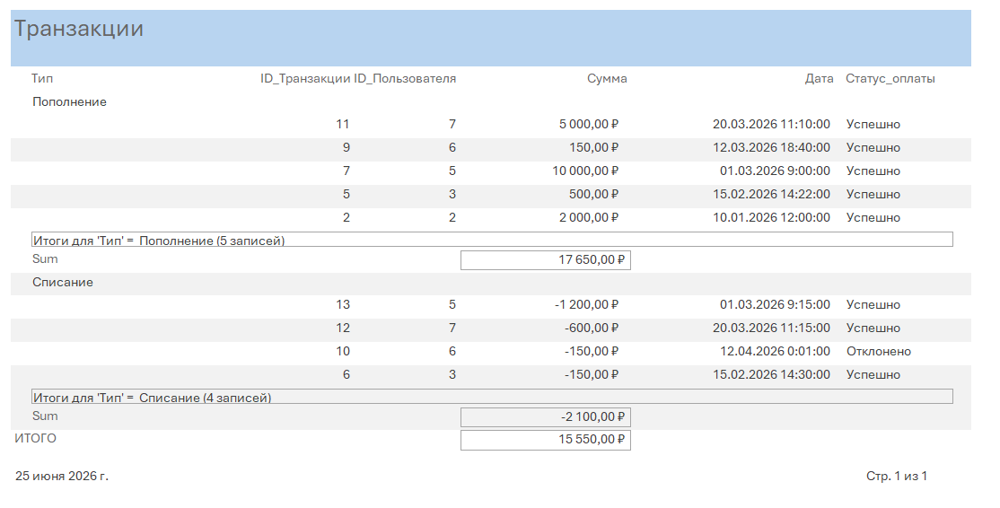 Транзакции
Тип ID_Транзакции ID_Пользователя Сумма Дата Статус_оплаты
Пополнение
11 7 5 000,00 ₽ 20.03.2026 11:10:00 Успешно
9 6 150,00 ₽ 12.03.2026 18:40:00 Успешно
7 5 10 000,00 ₽ 01.03.2026 9:00:00 Успешно
5 3 500,00 ₽ 15.02.2026 14:22:00 Успешно
2 2 2 000,00 ₽ 10.01.2026 12:00:00 Успешно
Итоги для 'Тип' = Пополнение (5 записей)
Sum 17 650,00 ₽
Списание
13 5 -1 200,00 ₽ 01.03.2026 9:15:00 Успешно
12 7 -600,00 ₽ 20.03.2026 11:15:00 Успешно
10 6 -150,00 ₽ 12.04.2026 0:01:00 Отклонено
6 3 -150,00 ₽ 15.02.2026 14:30:00 Успешно
Итоги для 'Тип' = Списание (4 записей)
Sum -2 100,00 ₽
ИТОГО 15 550,00 ₽
25 июня 2026 г. Стр. 1 из 1